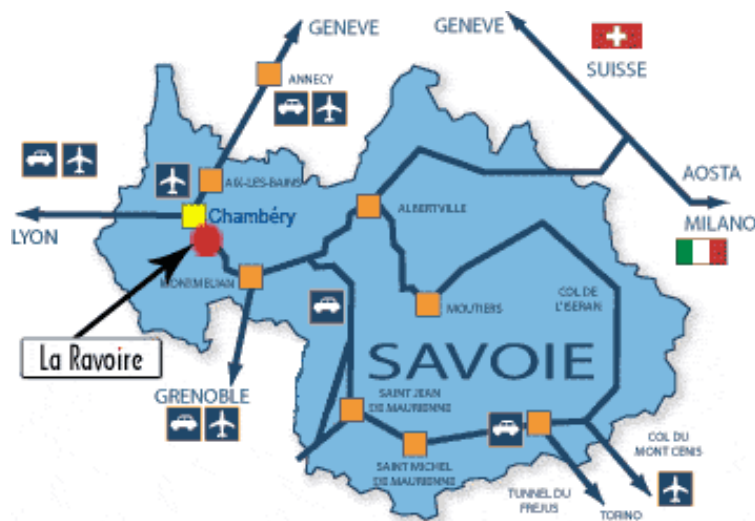 GENEVE
GENEVE
SUISSE
ANNECY
AIX-LES-BAINS
Chambéry
LYON
ALBERTVILLE
AOSTA
MILANO
MONTMELIAN
MOUTIERS
COL DE
L'ISERAN
La Ravoire
SAVOIE
GRENOBLE
SAINT JEAN
DE MAURIENNE
SAINT MICHEL
DE MAURIENNE
COL DU
MONT CENIS
TUNNEL DU
FREJUS
TORINO